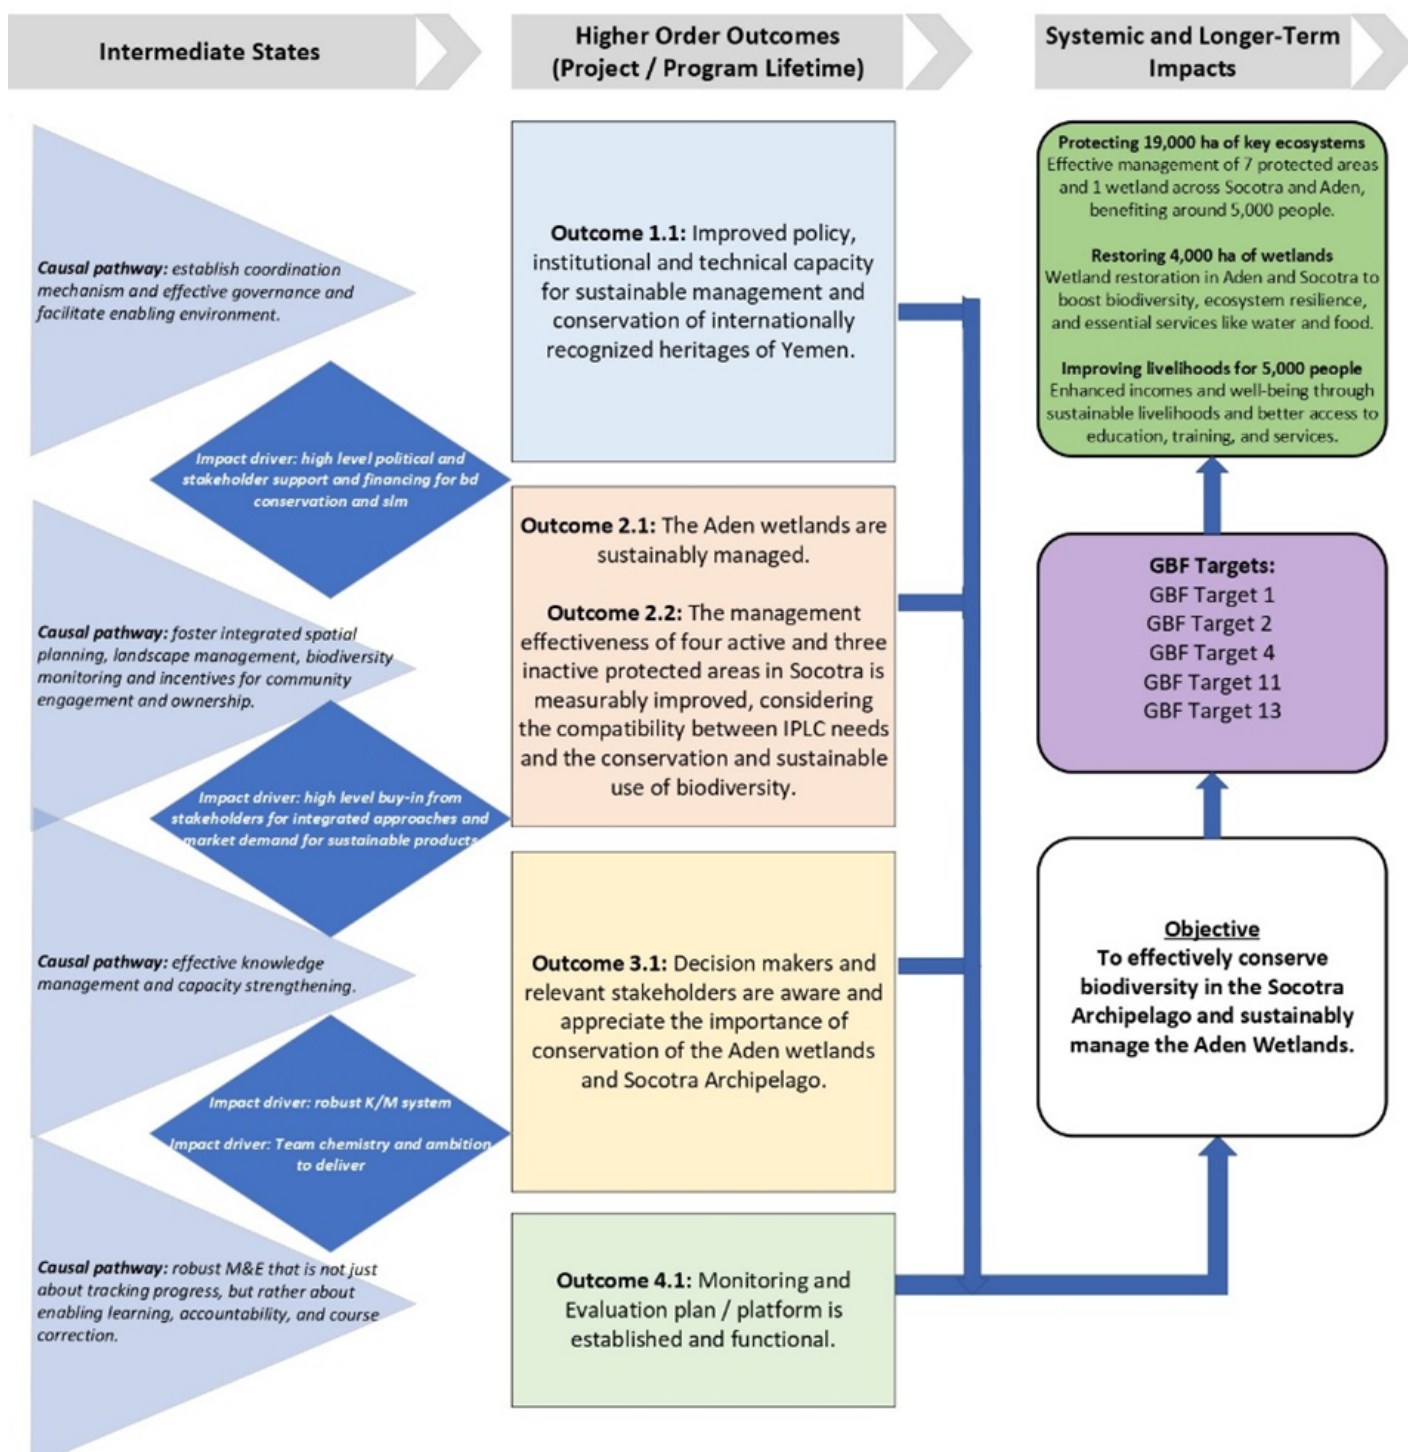 Intermediate States
Higher Order Outcomes
(Project / Program Lifetime)
Systemic and Longer-Term
Impacts
Causal pathway: establish coordination
mechanism and effective governance and
facilitate enabling environment.
Impact driver: high level political and
stakeholder support and financing for bd
conservation and slm
Causal pathway: foster integrated spatial
planning, landscape management, biodiversity
monitoring and incentives for community
engagement and ownership.
Impact driver: high level buy-in from
stakeholders for integrated approaches and
market demand for sustainable products
Causal pathway: effective knowledge
management and capacity strengthening.
Impact driver: robust K/M system
Impact driver: Team chemistry and ambition
to deliver
Causal pathway: robust M&E that is not just
about tracking progress, but rather about
enabling learning, accountability, and course
correction.
Outcome 1.1: Improved policy,
institutional and technical capacity
for sustainable management and
conservation of internationally
recognized heritages of Yemen.
Outcome 2.1: The Aden wetlands are
sustainably managed.
Outcome 2.2: The management
effectiveness of four active and three
inactive protected areas in Socotra is
measurably improved, considering
the compatibility between IPLC needs
and the conservation and sustainable
use of biodiversity.
Outcome 3.1: Decision makers and
relevant stakeholders are aware and
appreciate the importance of
conservation of the Aden wetlands
and Socotra Archipelago.
Outcome 4.1: Monitoring and
Evaluation plan / platform is
established and functional.
Protecting 19,000 ha of key ecosystems
Effective management of 7 protected areas
and 1 wetland across Socotra and Aden,
benefiting around 5,000 people.
Restoring 4,000 ha of wetlands
Wetland restoration in Aden and Socotra to
boost biodiversity, ecosystem resilience,
and essential services like water and food.
Improving livelihoods for 5,000 people
Enhanced incomes and well-being through
sustainable livelihoods and better access to
education, training, and services.
GBF Targets:
GBF Target 1
GBF Target 2
GBF Target 4
GBF Target 11
GBF Target 13
Objective
To effectively conserve
biodiversity in the Socotra
Archipelago and sustainably
manage the Aden Wetlands.